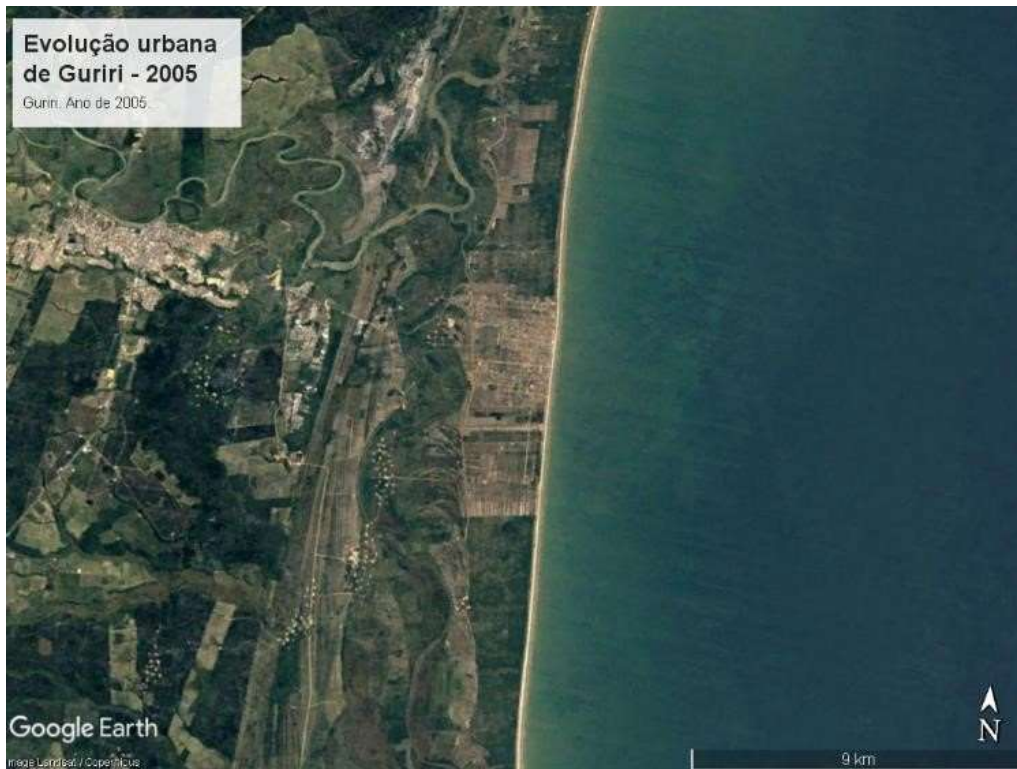 Evolução urbana
de Guriri - 2005
Guriri. Ano de 2005.
Google Earth
Image Landsat / Copernicus
N
9 km